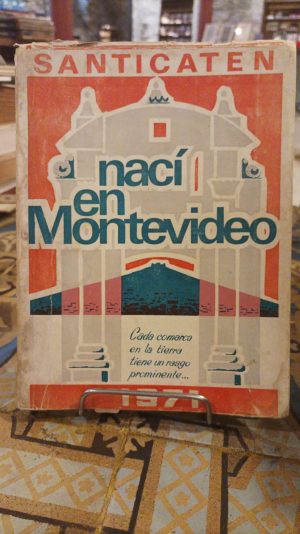 SANTICATEN
nací
en
Montevideo
Cada comarca
en la tierra
tiene un rasgo
prominente...
1971